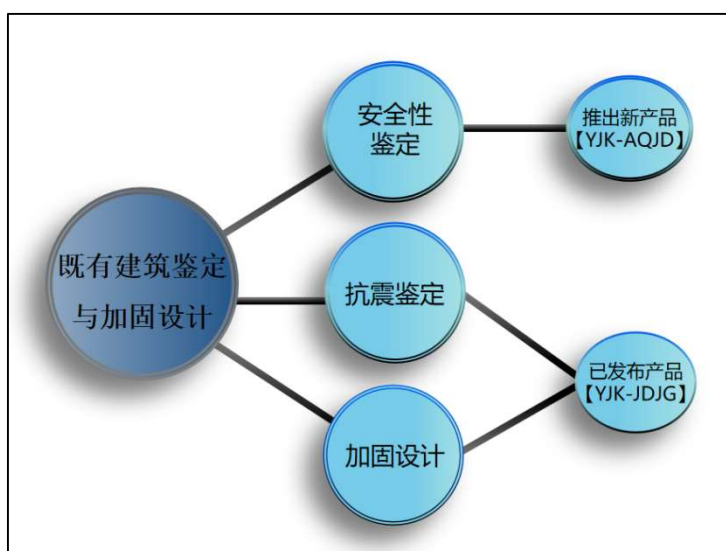 既有建筑鉴定
与加固设计
安全性
鉴定
推出新产品
【YJK-AQJD】
抗震鉴定
加固设计
已发布产品
【YJK-JDJG】